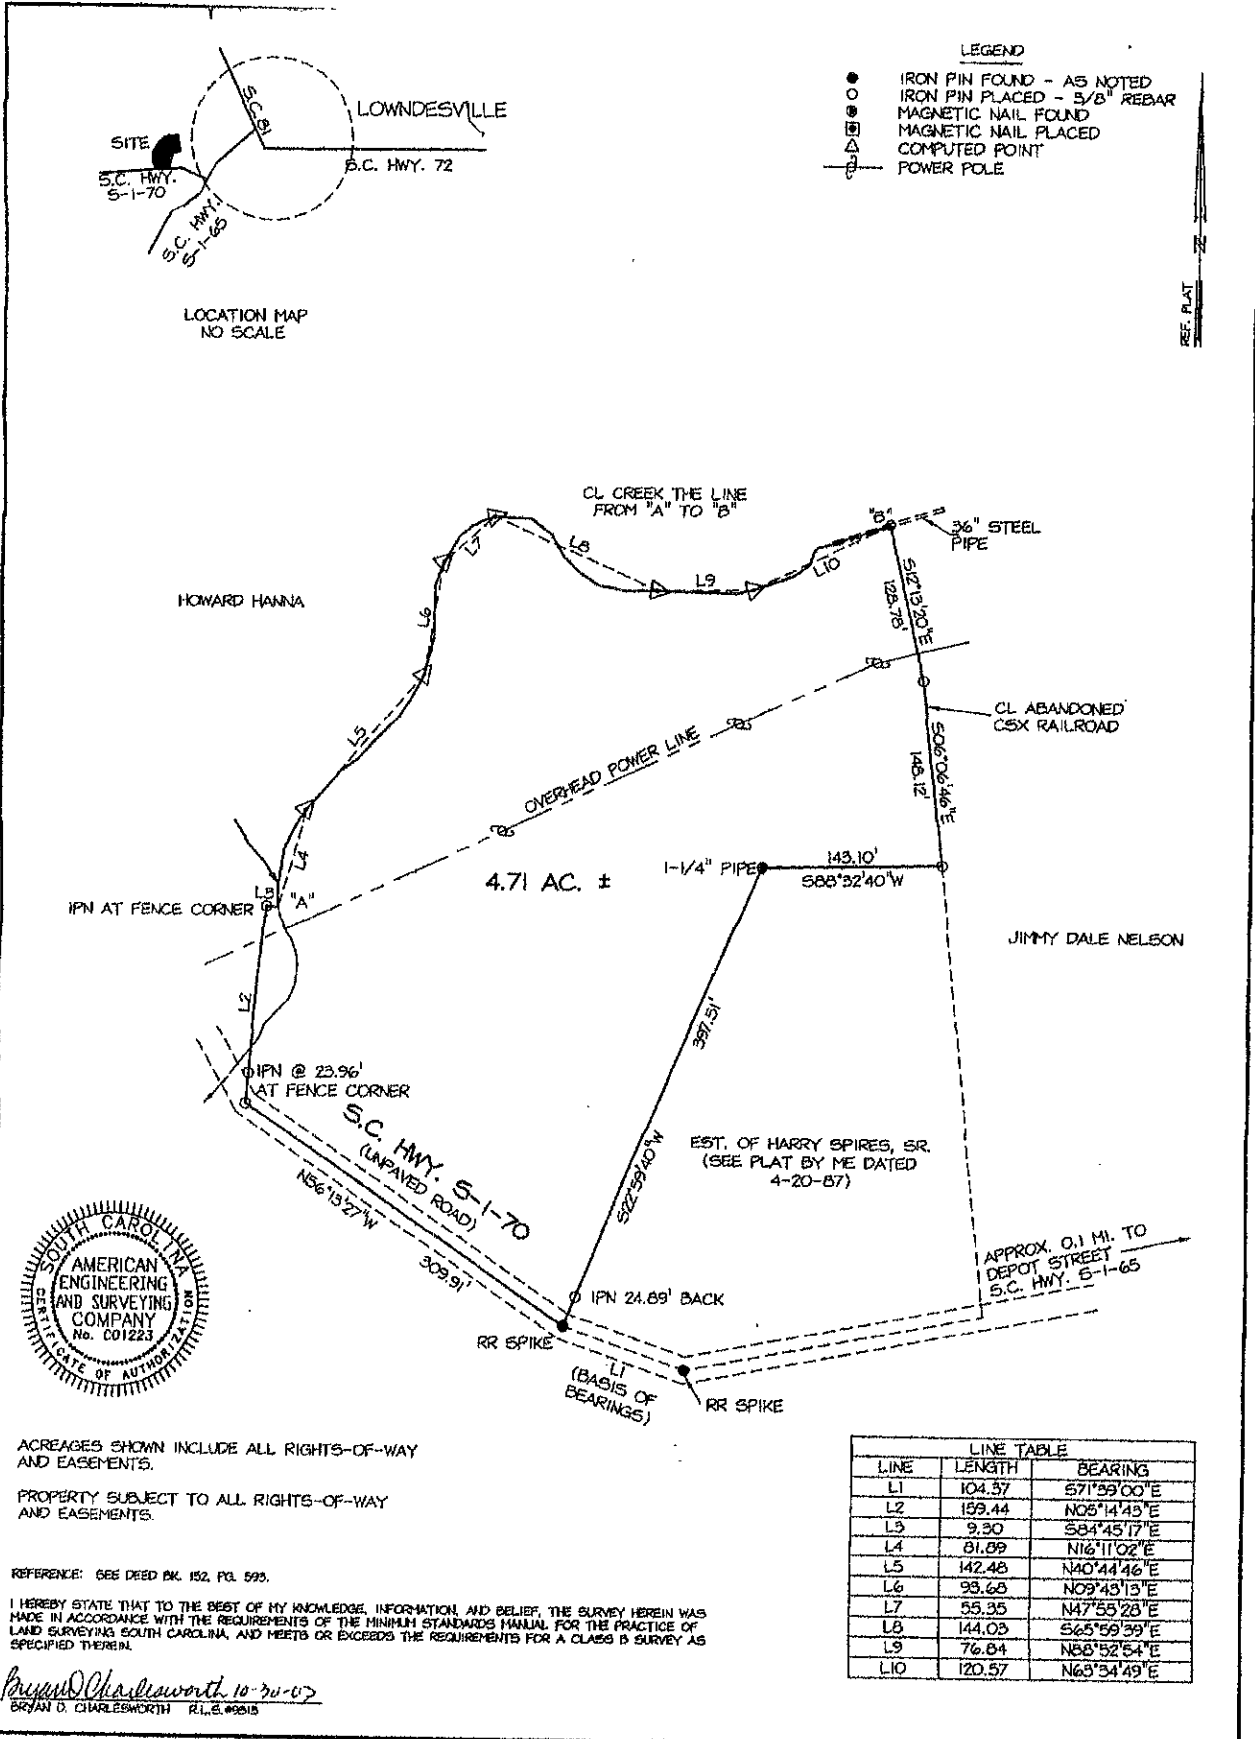 LEGEND
IRON PIN FOUND - AS NOTED
IRON PIN PLACED - 5/8" REBAR
MAGNETIC NAIL FOUND
MAGNETIC NAIL PLACED
COMPUTED POINT
POWER POLE
S.C. 81
LOWNDESVILLE
SITE
S.C. HWY. 72
S.C. HWY.
S-1-70
S.C. HWY.
S-1-65
LOCATION MAP
NO SCALE
REF. PLAT
N
CL CREEK THE LINE
FROM "A" TO "B"
"B"
36" STEEL
PIPE
L7
L8
L9
L10
HOWARD HANNA
L6
S12°13'20"E
128.78'
L5
CL ABANDONED
CSX RAILROAD
OVERHEAD POWER LINE
S06°06'46"E
148.12'
L4
4.71 AC. ±
1-1/4" PIPE
143.10'
S88°32'40"W
L3
"A"
IPN AT FENCE CORNER
JIMMY DALE NELSON
L2
397.51'
S22°59'40"W
IPN @ 23.96'
AT FENCE CORNER
S.C. HWY. S-1-70
(UNPAVED ROAD)
N56°13'27"W
309.91'
EST. OF HARRY SPIRES, SR.
(SEE PLAT BY ME DATED
4-20-87)
APPROX. 0.1 MI. TO
DEPOT STREET
S.C. HWY. S-1-65
IPN 24.89' BACK
RR SPIKE
L1
(BASIS OF
BEARINGS)
RR SPIKE
SOUTH CAROLINA
AMERICAN
ENGINEERING
AND SURVEYING
COMPANY
No. C01223
CERTIFICATE OF AUTHORIZATION
ACREAGES SHOWN INCLUDE ALL RIGHTS-OF-WAY
AND EASEMENTS.
PROPERTY SUBJECT TO ALL RIGHTS-OF-WAY
AND EASEMENTS.
REFERENCE: SEE DEED BK. 152, PG. 593.
I HEREBY STATE THAT TO THE BEST OF MY KNOWLEDGE, INFORMATION, AND BELIEF, THE SURVEY HEREIN WAS
MADE IN ACCORDANCE WITH THE REQUIREMENTS OF THE MINIMUM STANDARDS MANUAL FOR THE PRACTICE OF
LAND SURVEYING SOUTH CAROLINA, AND MEETS OR EXCEEDS THE REQUIREMENTS FOR A CLASS B SURVEY AS
SPECIFIED THEREIN.
Bryan D Charlesworth 10-30-07
BRYAN D. CHARLESWORTH R.L.S.
LINE TABLE
LINE LENGTH BEARING
L1 104.37 S71°39'00"E
L2 159.44 N05°14'43"E
L3 9.30 S84°45'17"E
L4 81.89 N16°11'02"E
L5 142.48 N40°44'46"E
L6 93.68 N09°43'13"E
L7 55.35 N47°55'28"E
L8 144.03 S65°59'39"E
L9 76.84 N88°52'54"E
L10 120.57 N63°34'49"E